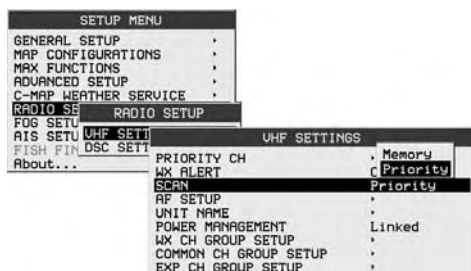 SETUP MENU
GENERAL SETUP
MAP CONFIGURATIONS
MAX FUNCTIONS
ADVANCED SETUP
C-MAP WEATHER SERVICE
RADIO SE
FOG SETU
AIS SETU
FISH FIN
About...
RADIO SETUP
VHF SETT
DSC SETT
VHF SETTINGS
PRIORITY CH
WX ALERT
SCAN Priority
AF SETUP
UNIT NAME
POWER MANAGEMENT Linked
WX CH GROUP SETUP
COMMON CH GROUP SETUP
EXP CH GROUP SETUP
Memory
Priority